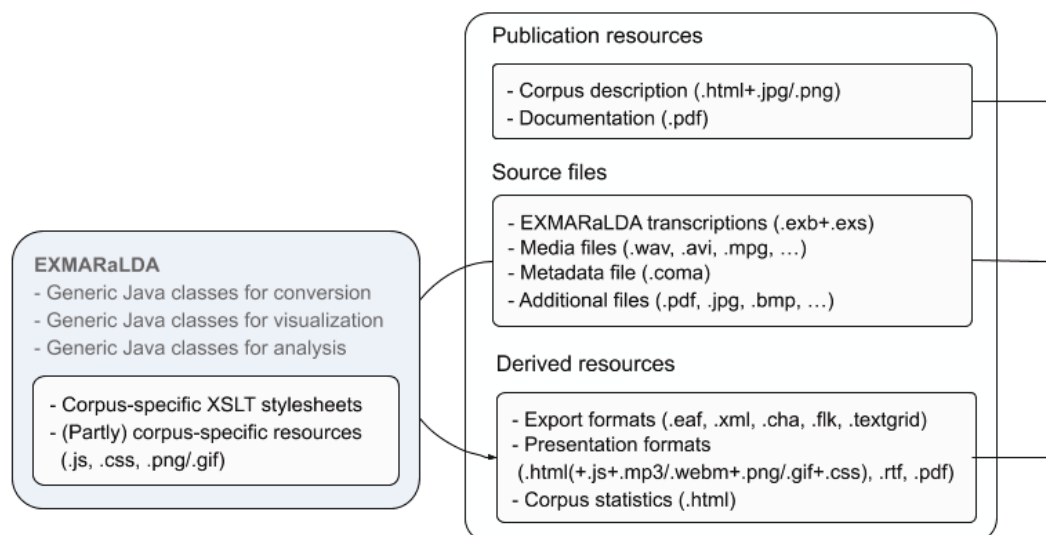 Publication resources
- Corpus description (.html+.jpg/.png)
- Documentation (.pdf)
Source files
- EXMARaLDA transcriptions (.exb+.exs)
- Media files (.wav, .avi, .mpg, …)
- Metadata file (.coma)
- Additional files (.pdf, .jpg, .bmp, …)
EXMARaLDA
- Generic Java classes for conversion
- Generic Java classes for visualization
- Generic Java classes for analysis
- Corpus-specific XSLT stylesheets
- (Partly) corpus-specific resources
(.js, .css, .png/.gif)
Derived resources
- Export formats (.eaf, .xml, .cha, .flk, .textgrid)
- Presentation formats
(.html(+.js+.mp3/.webm+.png/.gif+.css), .rtf, .pdf)
- Corpus statistics (.html)